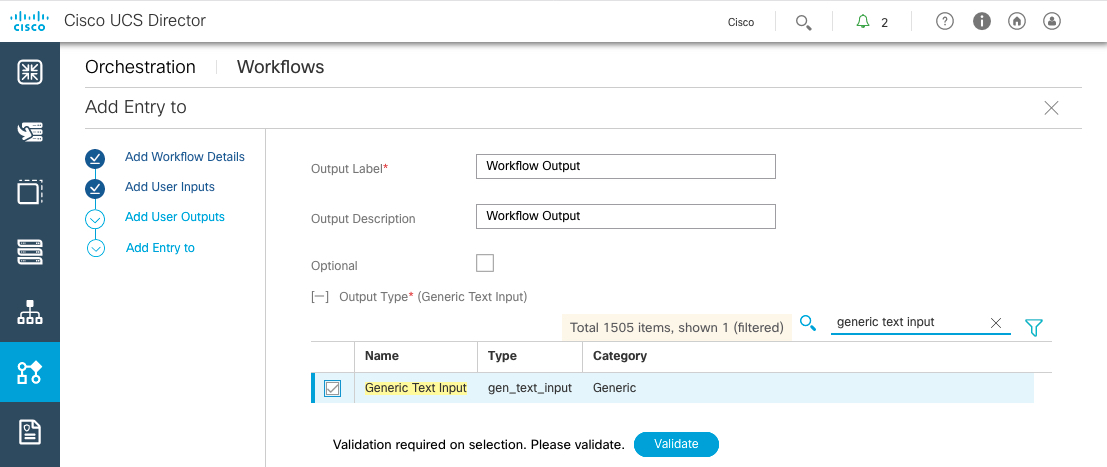 CISCO Cisco UCS Director Cisco 2
Orchestration Workflows
Add Entry to
Add Workflow Details
Add User Inputs
Add User Outputs
Add Entry to
Output Label* Workflow Output
Output Description Workflow Output
Optional
[—] Output Type* (Generic Text Input)
Total 1505 items, shown 1 (filtered) generic text input
Name Type Category
Generic Text Input gen_text_input Generic
Validation required on selection. Please validate. Validate